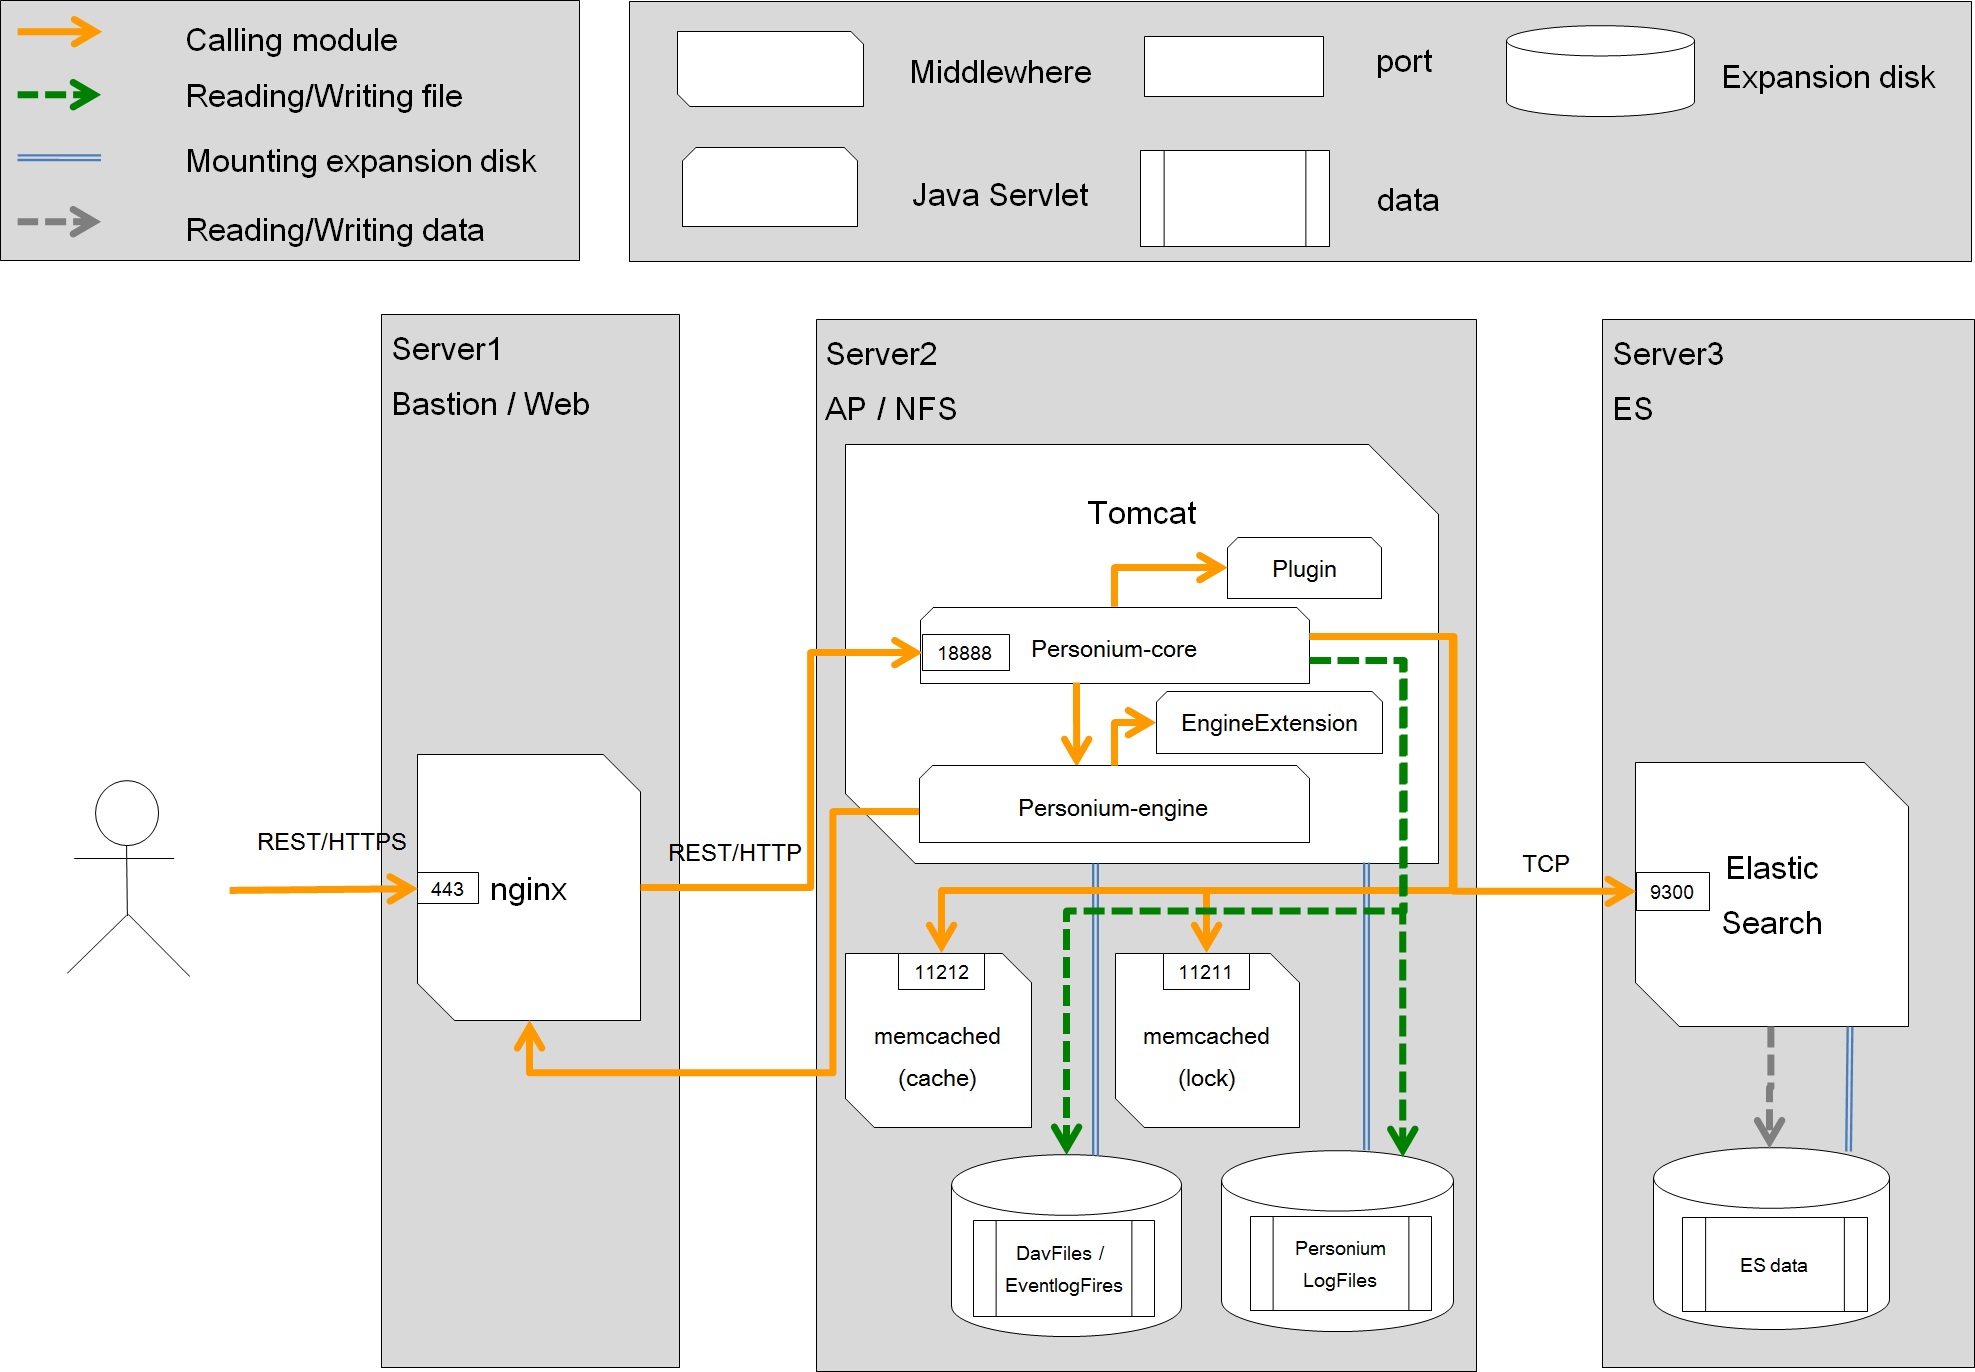 Calling module
Reading/Writing file
Mounting expansion disk
Reading/Writing data
Middlewhere
port
Expansion disk
Java Servlet
data
Server1
Bastion / Web
Server2
AP / NFS
Server3
ES
Tomcat
Plugin
18888
Personium-core
EngineExtension
Personium-engine
REST/HTTPS
443
nginx
REST/HTTP
TCP
9300
Elastic
Search
11212
memcached
(cache)
11211
memcached
(lock)
DavFiles /
EventlogFires
Personium
LogFiles
ES data